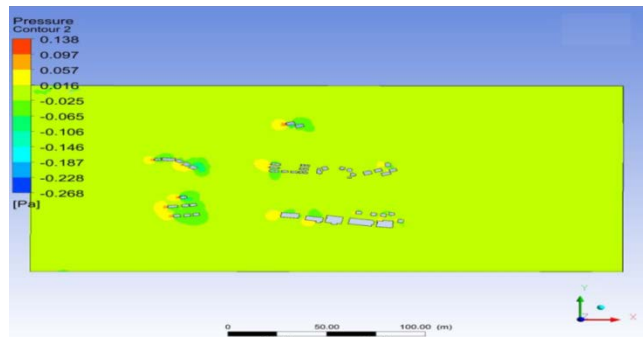 Pressure
Contour 2
0.138
0.097
0.057
0.016
-0.025
-0.065
-0.106
-0.146
-0.187
-0.228
-0.268
[Pa]
Y
X
0 50.00 100.00 (m)